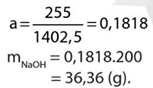 a = 255/1402,5 = 0,1818
m_NaOH = 0,1818.200
= 36,36 (g).